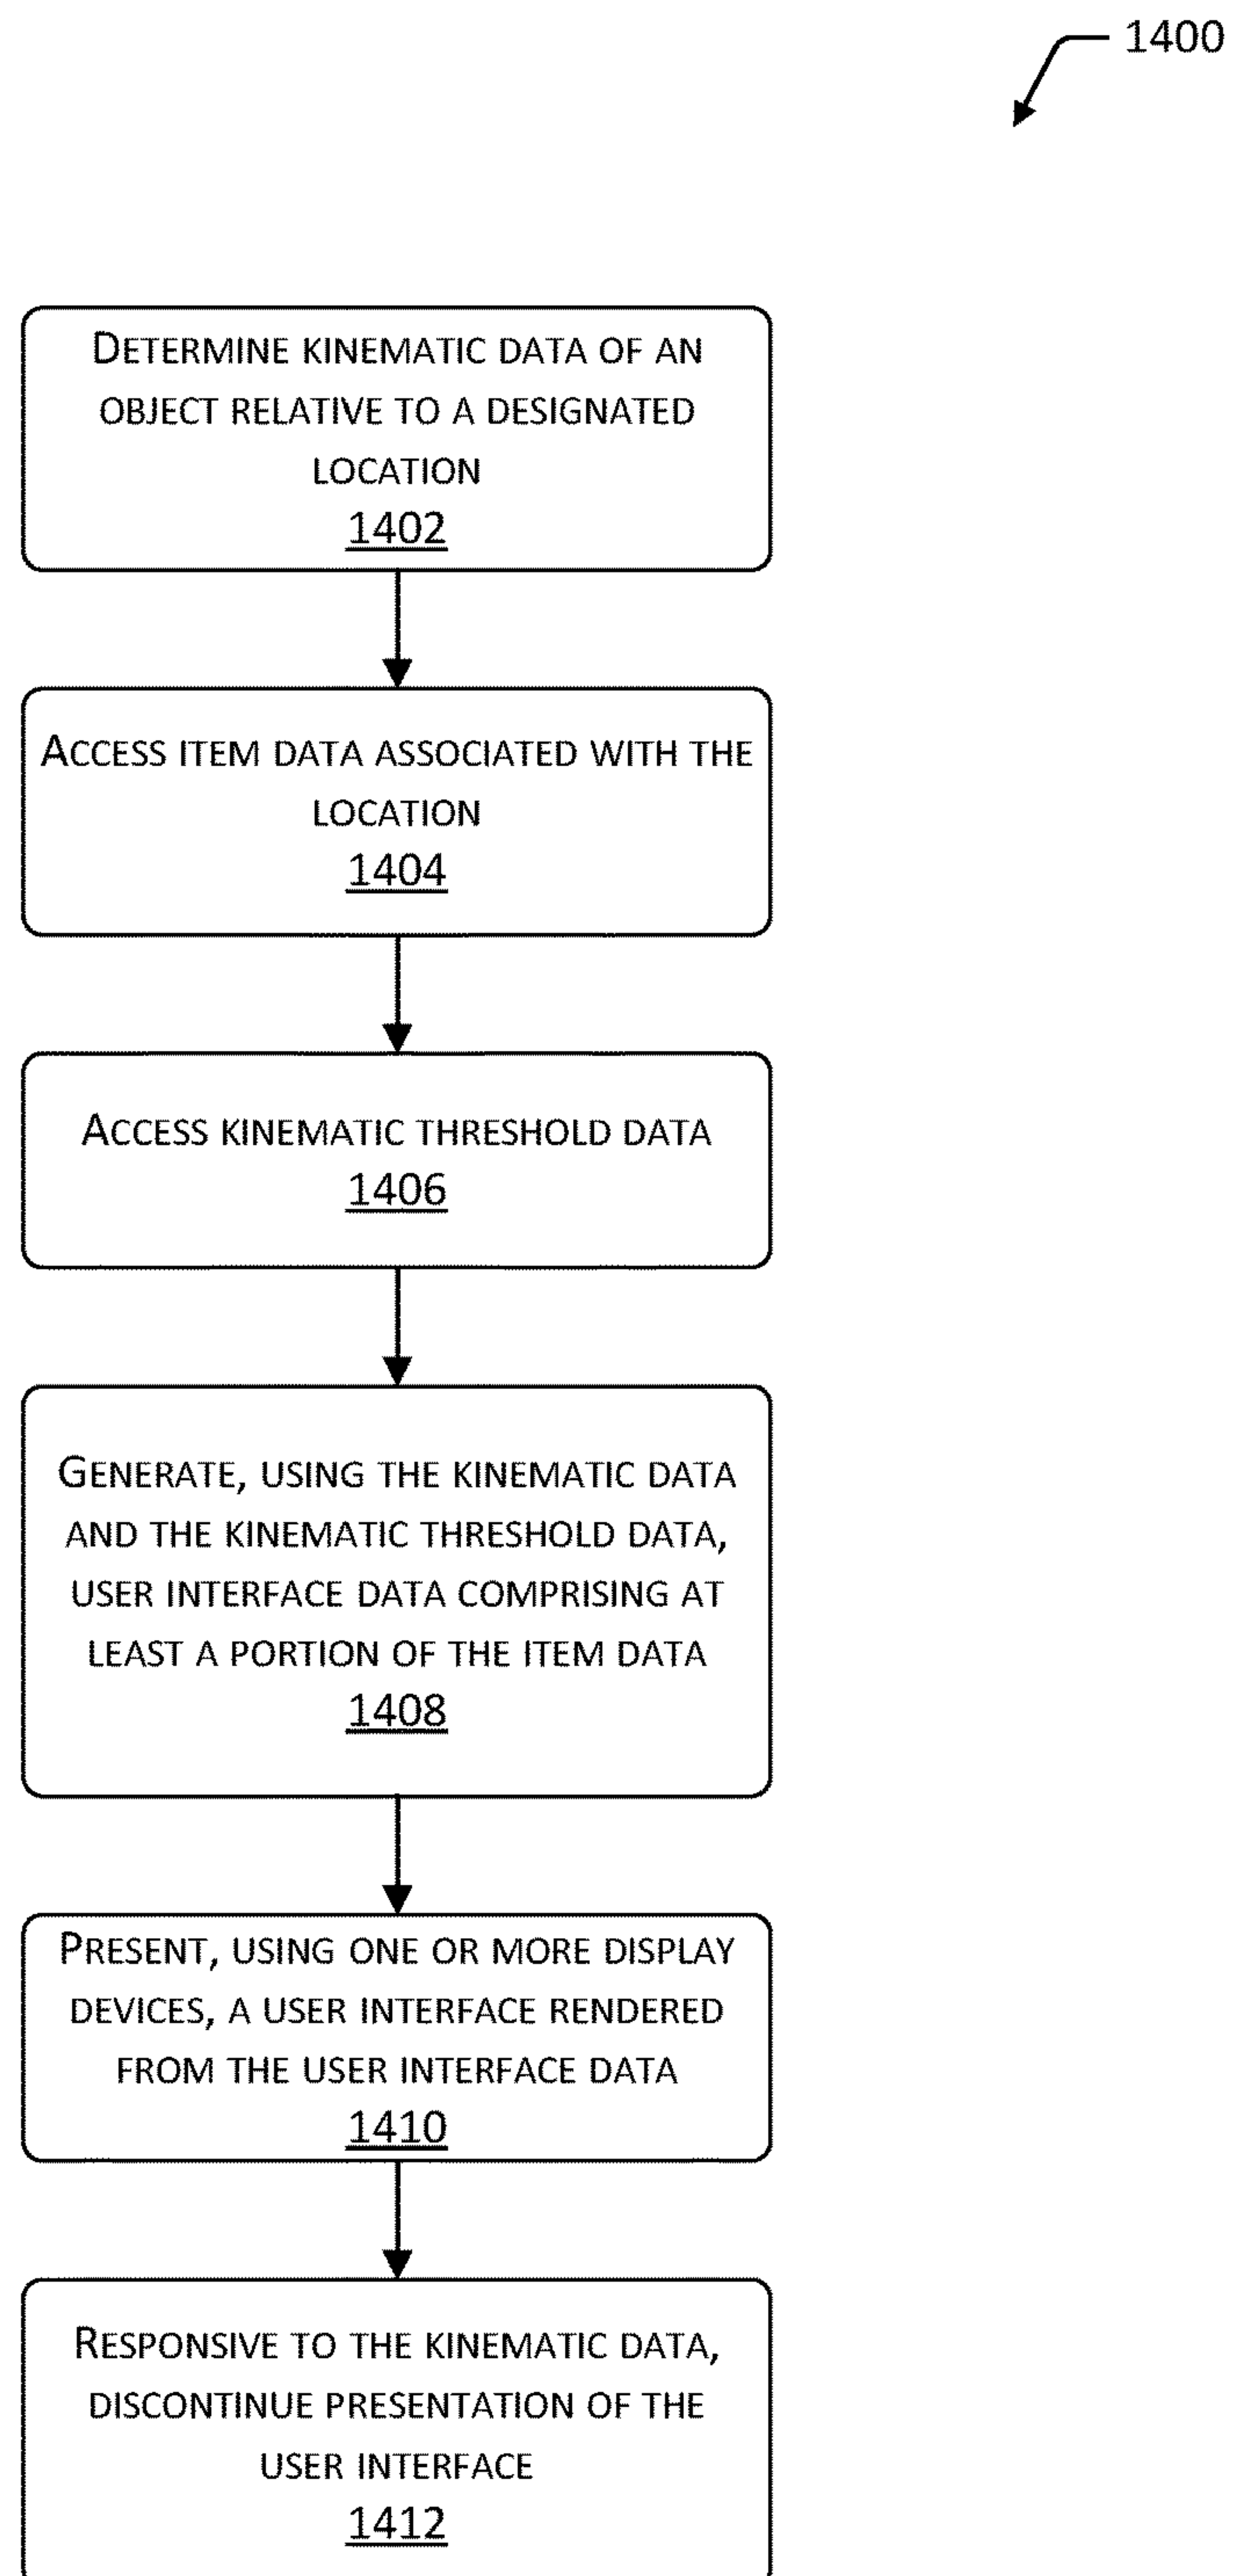 1400
DETERMINE KINEMATIC DATA OF AN
OBJECT RELATIVE TO A DESIGNATED
LOCATION
1402
ACCESS ITEM DATA ASSOCIATED WITH THE
LOCATION
1404
ACCESS KINEMATIC THRESHOLD DATA
1406
GENERATE, USING THE KINEMATIC DATA
AND THE KINEMATIC THRESHOLD DATA,
USER INTERFACE DATA COMPRISING AT
LEAST A PORTION OF THE ITEM DATA
1408
PRESENT, USING ONE OR MORE DISPLAY
DEVICES, A USER INTERFACE RENDERED
FROM THE USER INTERFACE DATA
1410
RESPONSIVE TO THE KINEMATIC DATA,
DISCONTINUE PRESENTATION OF THE
USER INTERFACE
1412